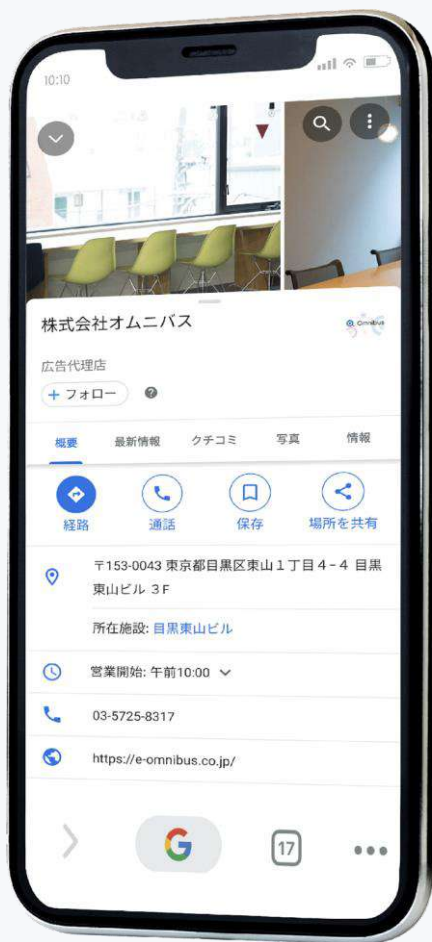 10:10
株式会社オムニバス
Omnibus
広告代理店
+ フォロー ?
概要 最新情報 クチコミ 写真 情報
経路 通話 保存 場所を共有
〒153-0043 東京都目黒区東山1丁目4-4 目黒
東山ビル 3F
所在施設: 目黒東山ビル
営業開始: 午前10:00
03-5725-8317
https://e-omnibus.co.jp/
G 17